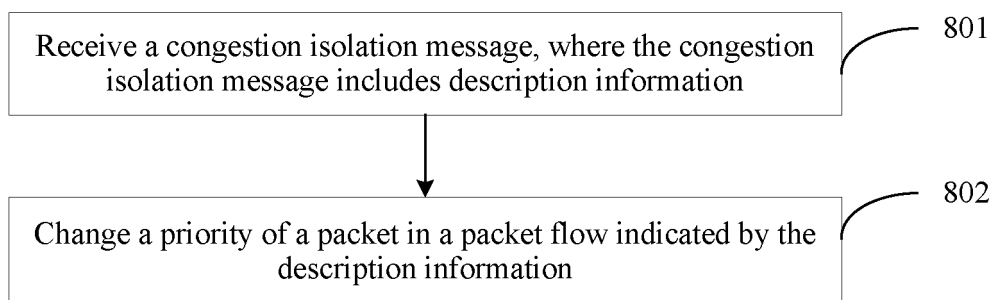 Receive a congestion isolation message, where the congestion
isolation message includes description information
801
Change a priority of a packet in a packet flow indicated by the
description information
802